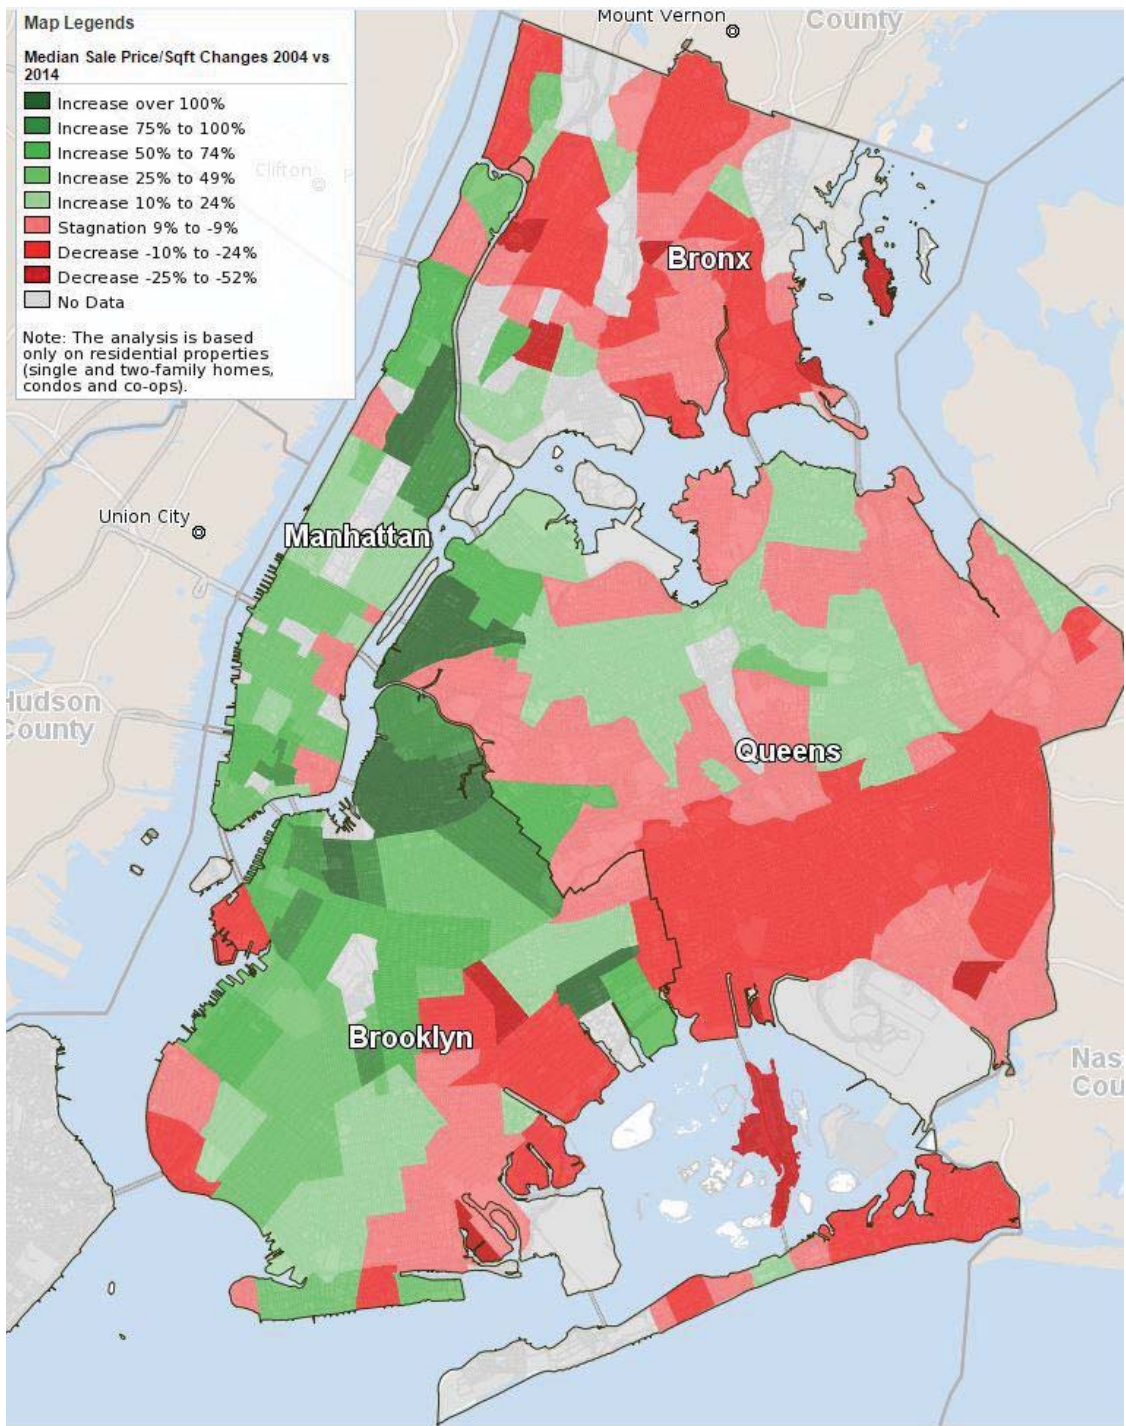 Map Legends
Median Sale Price/Sqft Changes 2004 vs
2014
Increase over 100%
Increase 75% to 100%
Increase 50% to 74%
Increase 25% to 49%
Increase 10% to 24%
Stagnation 9% to -9%
Decrease -10% to -24%
Decrease -25% to -52%
No Data
Note: The analysis is based
only on residential properties
(single and two-family homes,
condos and co-ops).
Clifton
Mount Vernon
County
Bronx
Union City
Manhattan
Hudson
County
Queens
Brooklyn
Nas
Cou